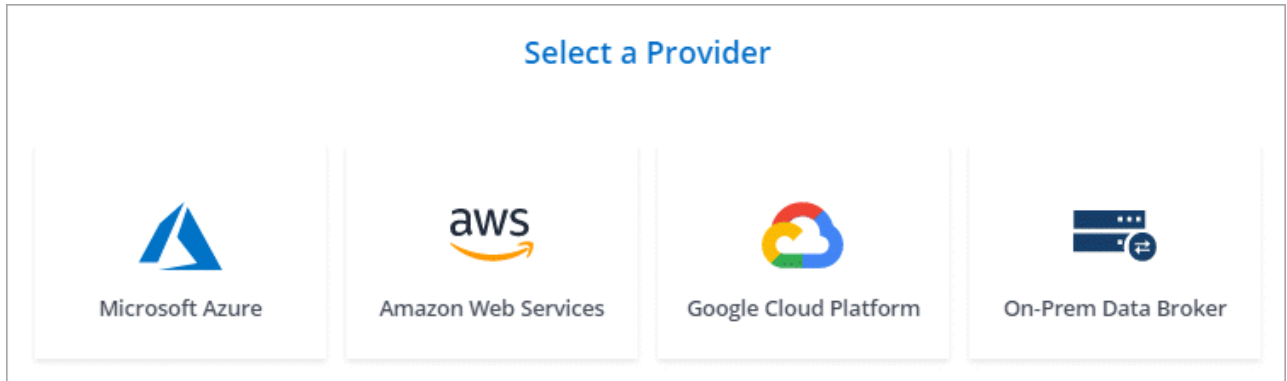 Select a Provider
aws
Microsoft Azure
Amazon Web Services
Google Cloud Platform
On-Prem Data Broker